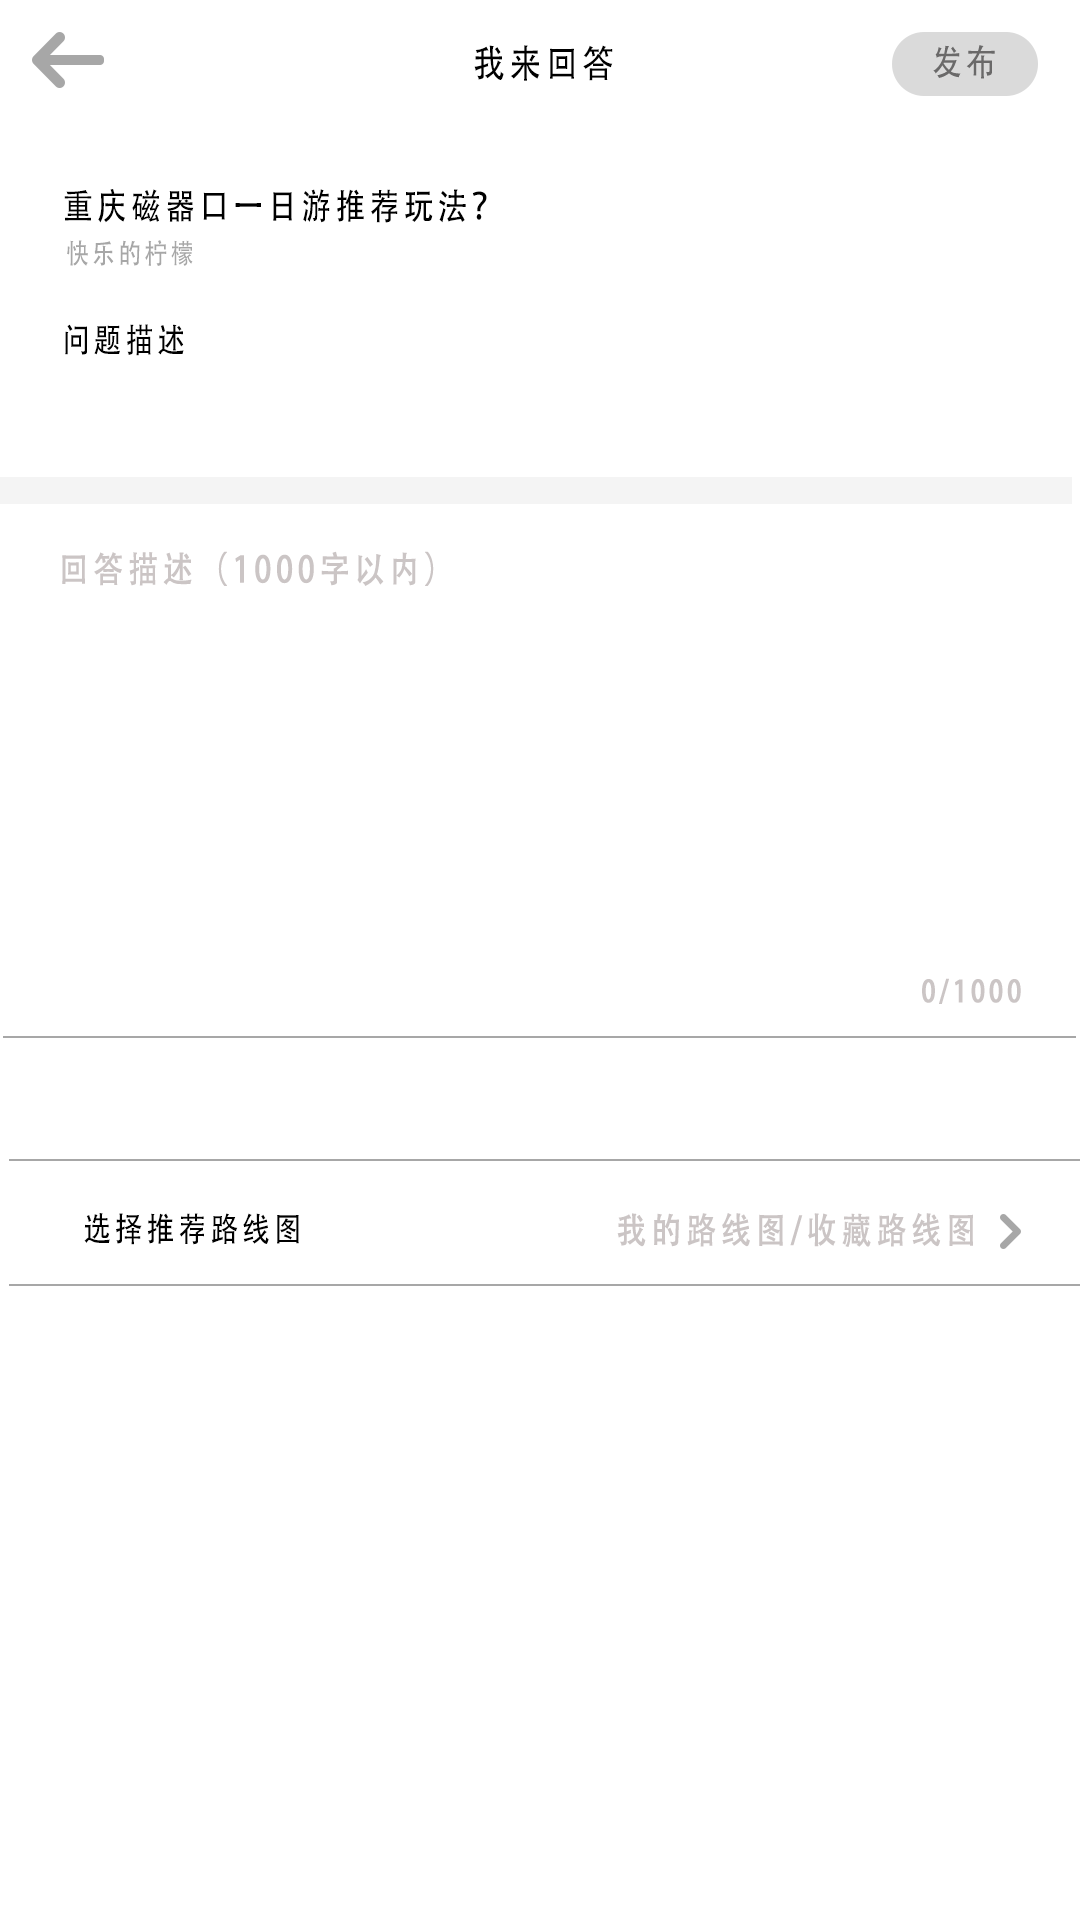 我来回答
发布
重庆磁器口一日游推荐玩法?
快乐的柠檬
问题描述
回答描述（1000字以内）
0/1000
选择推荐路线图
我的路线图/收藏路线图